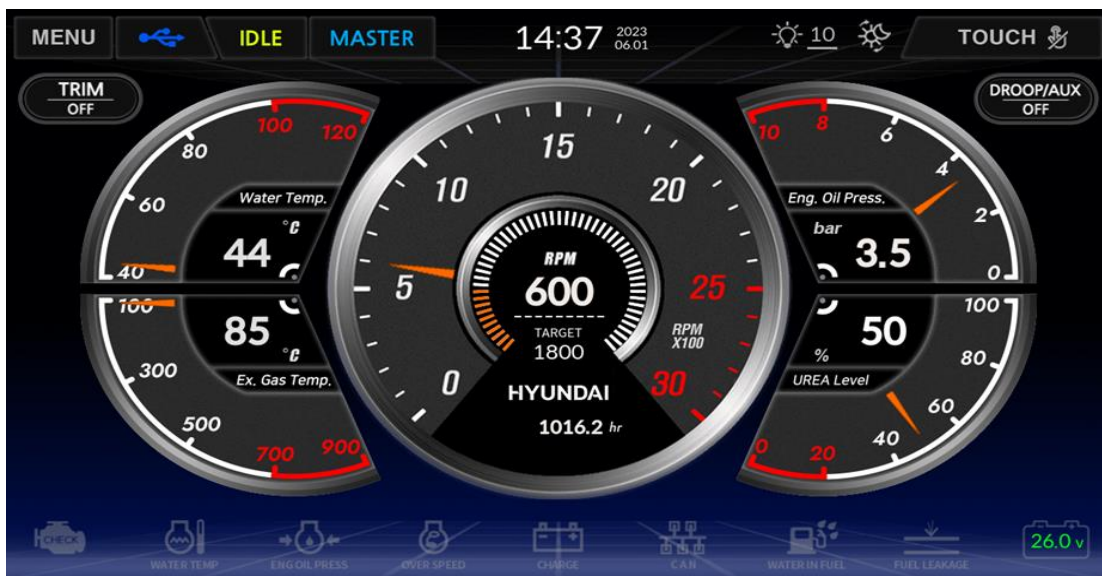 MENU
IDLE
MASTER
14:37
2023
06.01
10
TOUCH
TRIM
OFF
DROOP/AUX
OFF
120
100
80
60
40
Water Temp.
°C
44
100
300
500
700
900
85
°C
Ex. Gas Temp.
0
5
10
15
20
25
30
RPM
X100
RPM
600
TARGET
1800
HYUNDAI
1016.2 hr
10
8
6
4
2
0
Eng. Oil Press.
bar
3.5
100
80
60
40
20
0
50
%
UREA Level
CHECK
WATER TEMP
ENG OIL PRESS
OVER SPEED
CHARGE
CAN
WATER IN FUEL
FUEL LEAKAGE
26.0 v